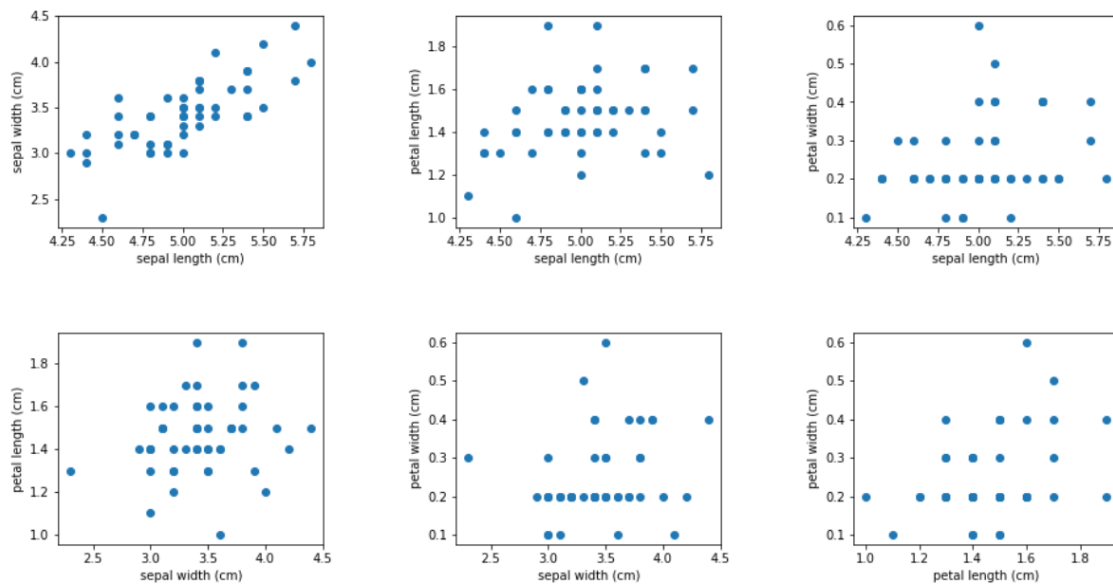 4.5
4.0
3.5
3.0
2.5
sepal width (cm)
4.25 4.50 4.75 5.00 5.25 5.50 5.75
sepal length (cm)
1.8
1.6
1.4
1.2
1.0
petal length (cm)
4.25 4.50 4.75 5.00 5.25 5.50 5.75
sepal length (cm)
0.6
0.5
0.4
0.3
0.2
0.1
petal width (cm)
4.25 4.50 4.75 5.00 5.25 5.50 5.75
sepal length (cm)
1.8
1.6
1.4
1.2
1.0
petal length (cm)
2.5 3.0 3.5 4.0 4.5
sepal width (cm)
0.6
0.5
0.4
0.3
0.2
0.1
petal width (cm)
2.5 3.0 3.5 4.0 4.5
sepal width (cm)
0.6
0.5
0.4
0.3
0.2
0.1
petal width (cm)
1.0 1.2 1.4 1.6 1.8
petal length (cm)